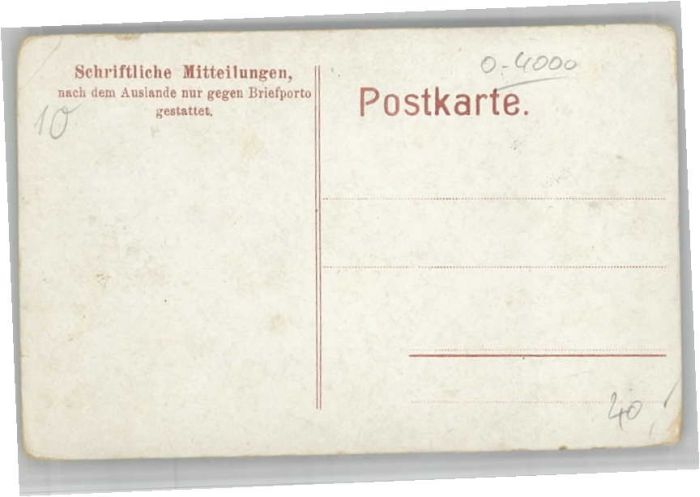 Schriftliche Mitteilungen,
nach dem Auslande nur gegen Briefporto
gestattet.
10
0-4000
Postkarte.
40,-